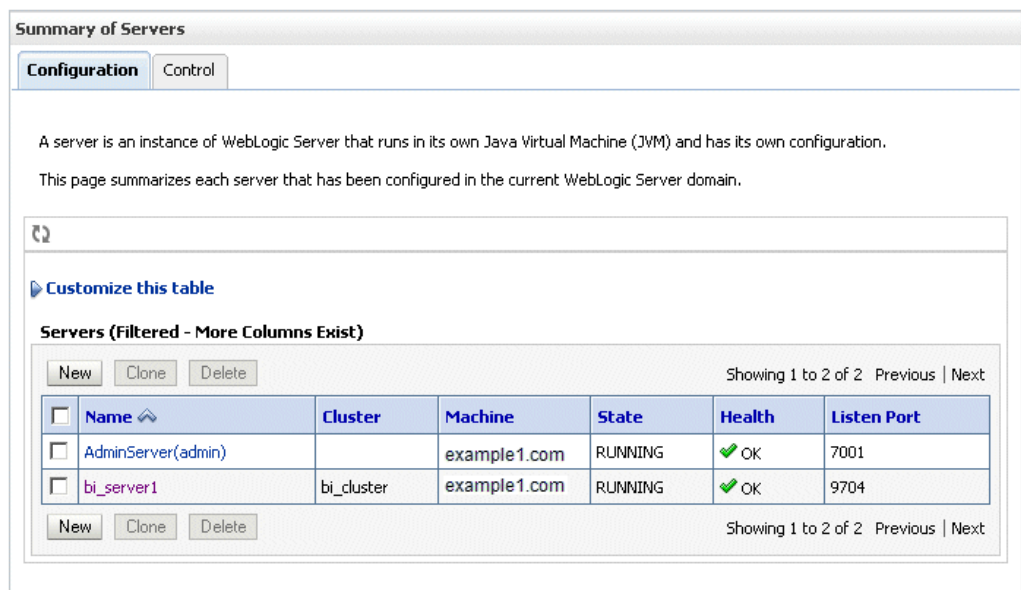 Summary of Servers
Configuration Control
A server is an instance of WebLogic Server that runs in its own Java Virtual Machine (JVM) and has its own configuration.
This page summarizes each server that has been configured in the current WebLogic Server domain.
Customize this table
Servers (Filtered - More Columns Exist)
New Clone Delete Showing 1 to 2 of 2 Previous | Next
Name Cluster Machine State Health Listen Port
AdminServer(admin) example1.com RUNNING OK 7001
bi_server1 bi_cluster example1.com RUNNING OK 9704
New Clone Delete Showing 1 to 2 of 2 Previous | Next